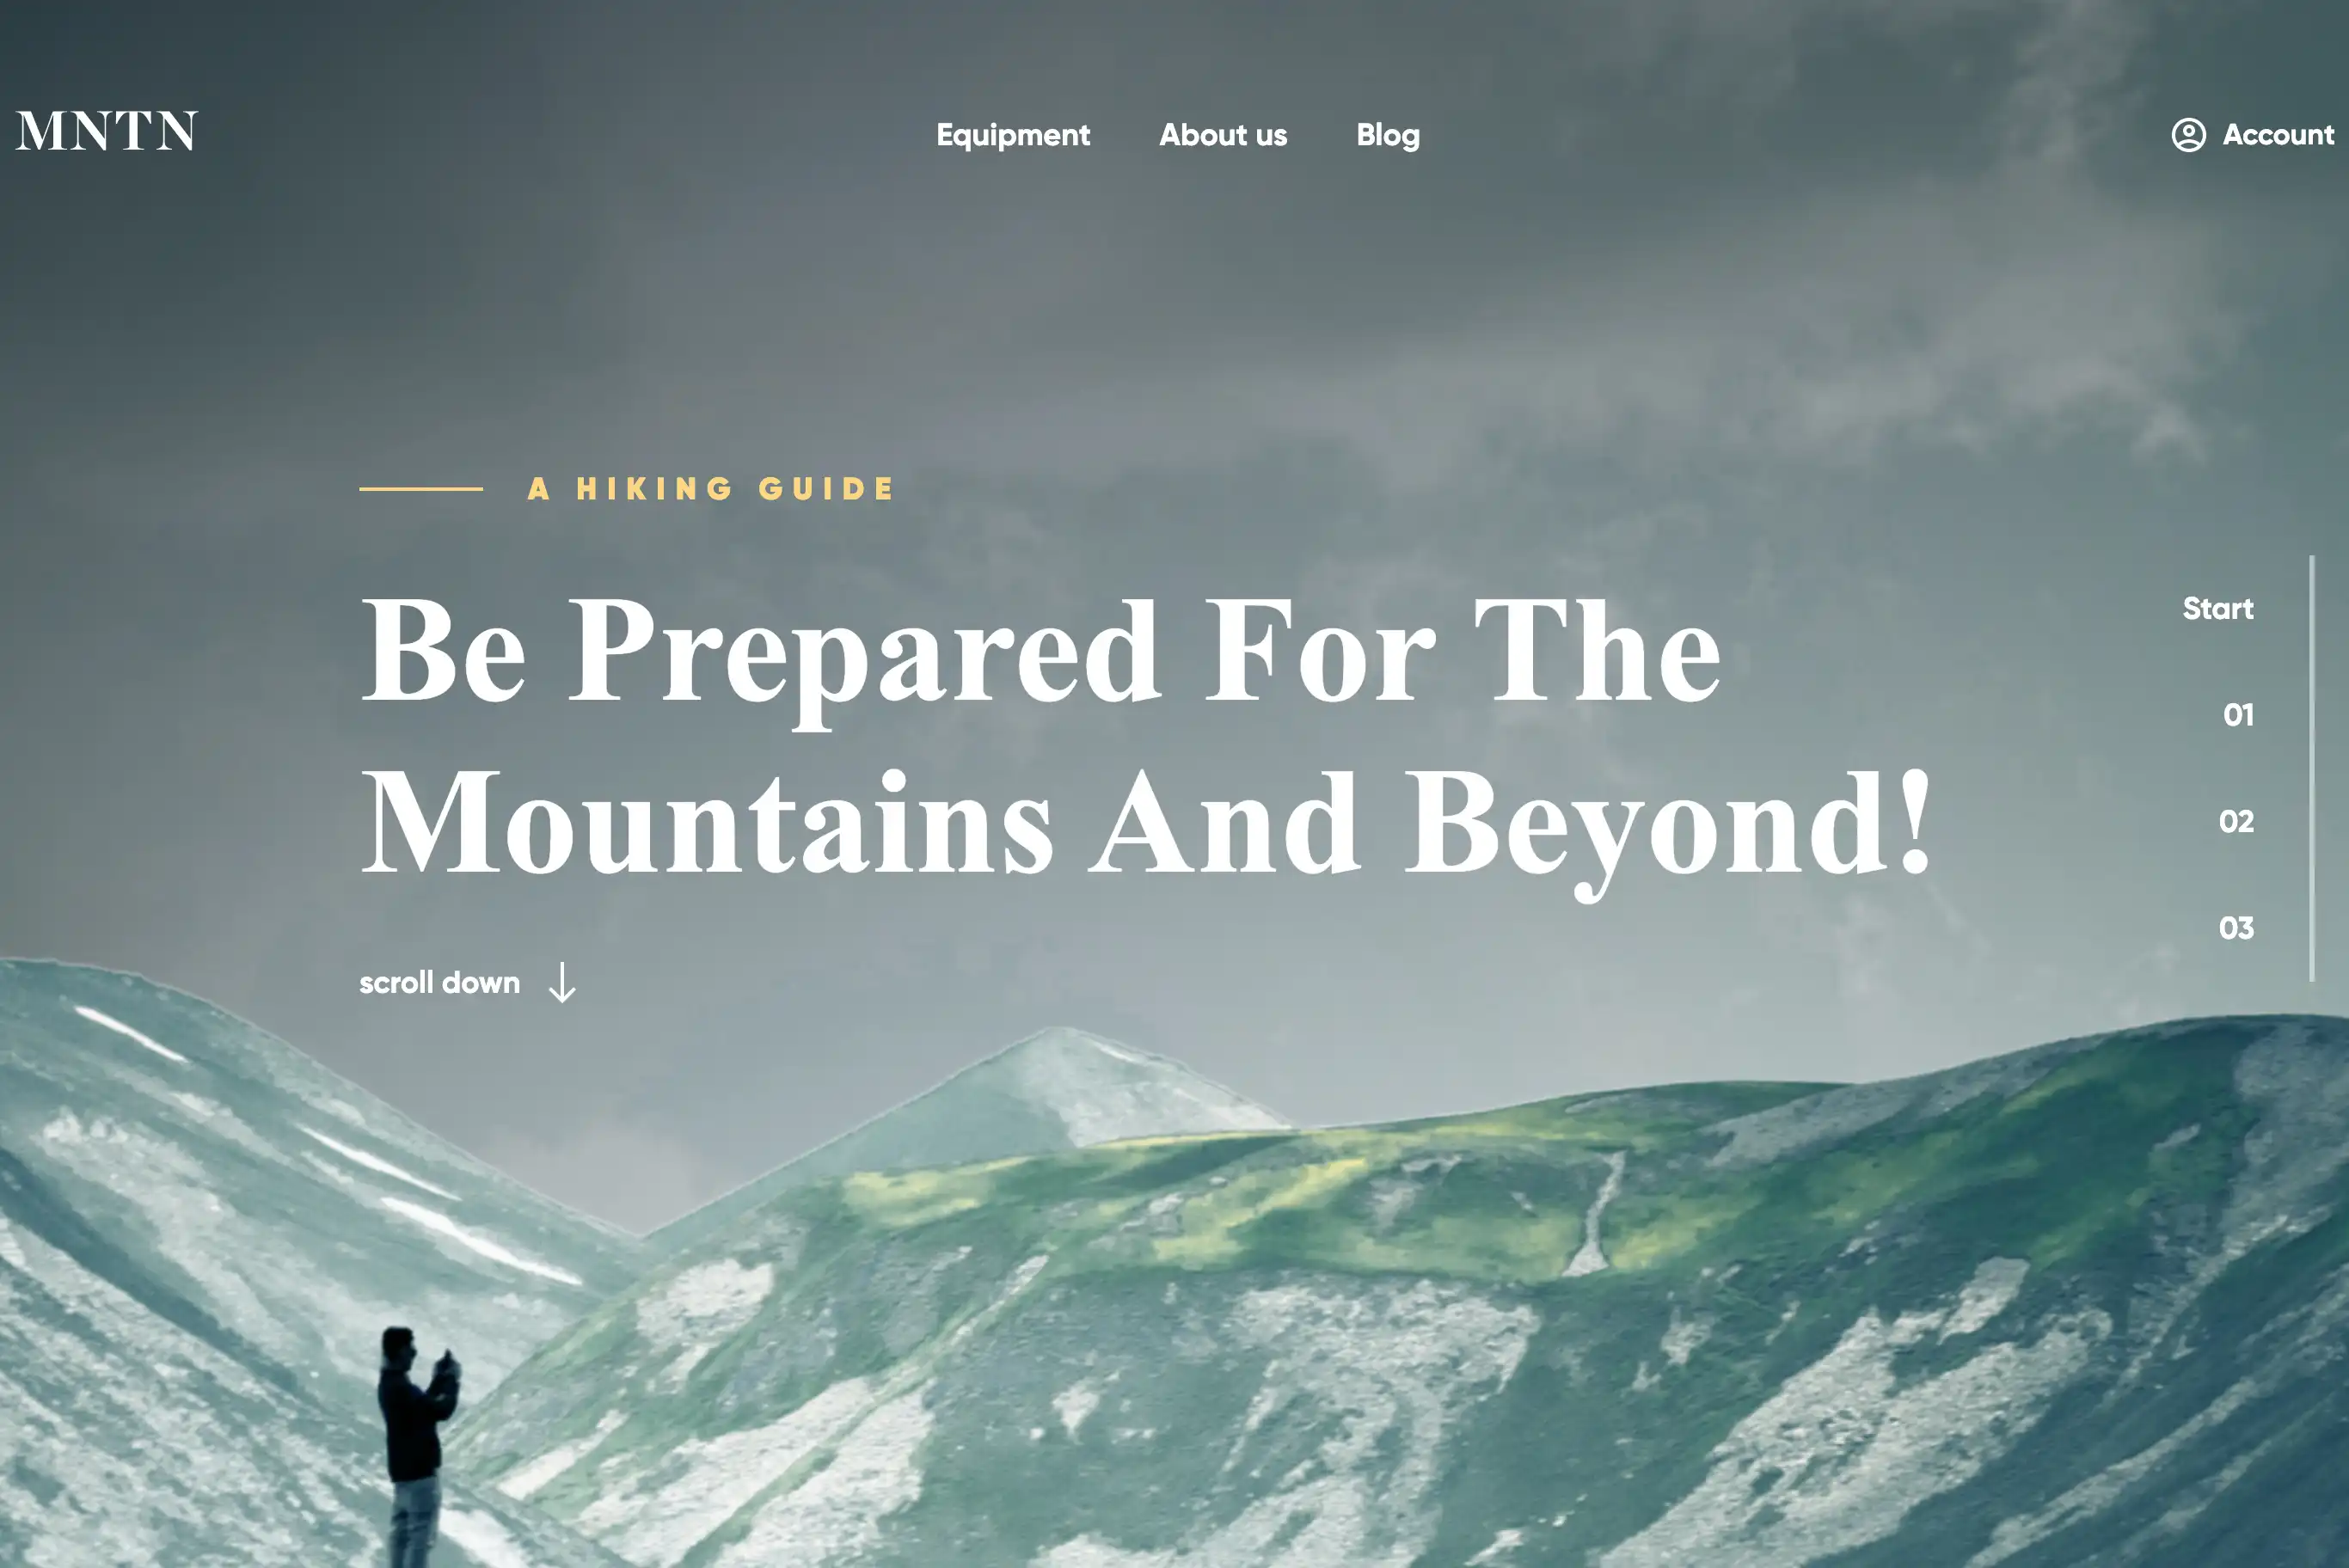 MNTN
Equipment
About us
Blog
Account
A HIKING GUIDE
Be Prepared For The
Mountains And Beyond!
scroll down
Start
01
02
03